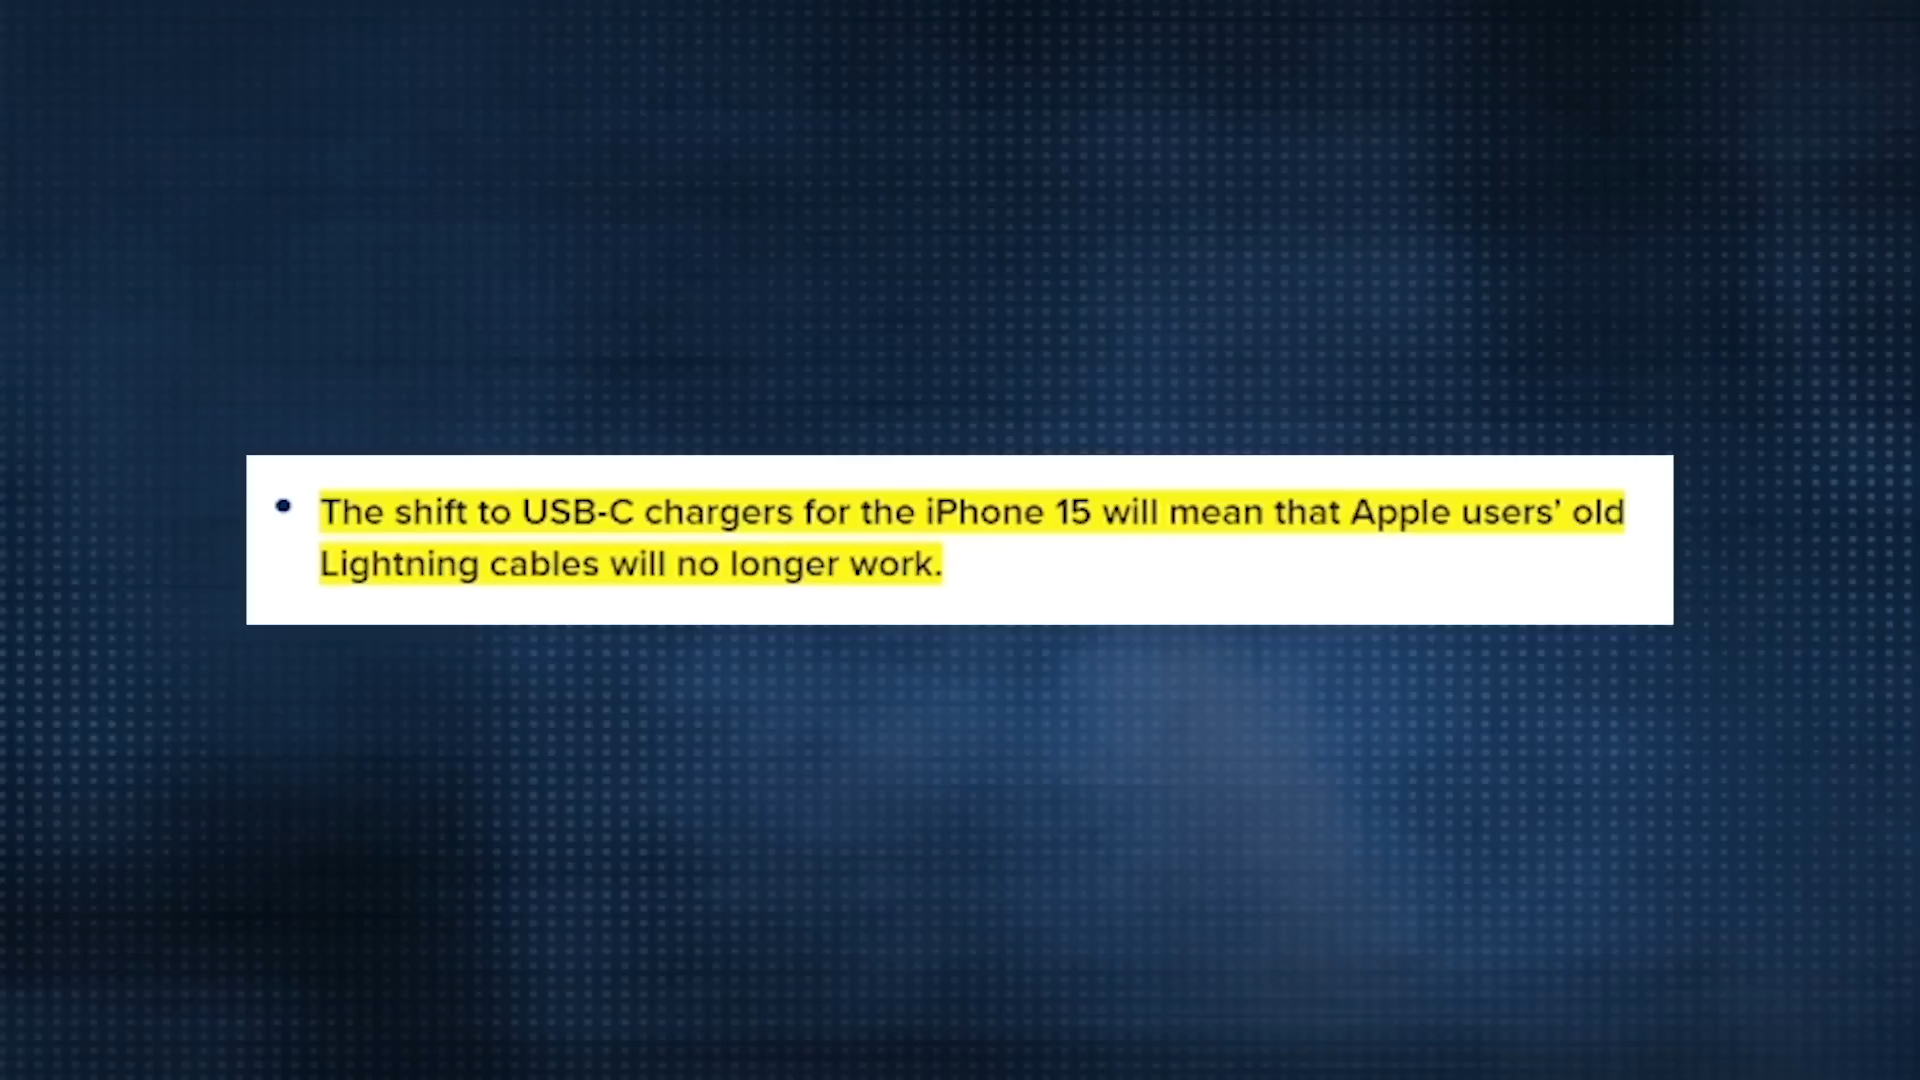 • The shift to USB-C chargers for the iPhone 15 will mean that Apple users’ old
Lightning cables will no longer work.